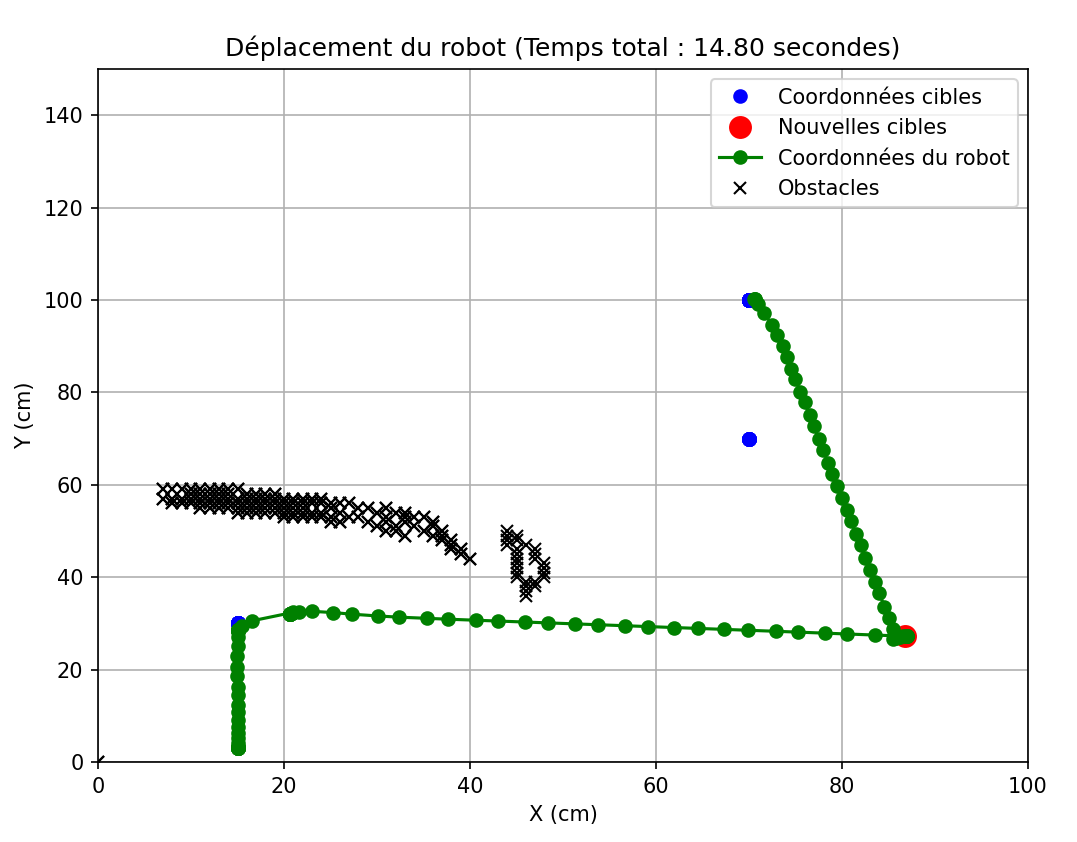 Déplacement du robot (Temps total : 14.80 secondes)
Coordonnées cibles
Nouvelles cibles
Coordonnées du robot
Obstacles
140
120
100
80
60
40
20
0
Y (cm)
0 20 40 60 80 100
X (cm)